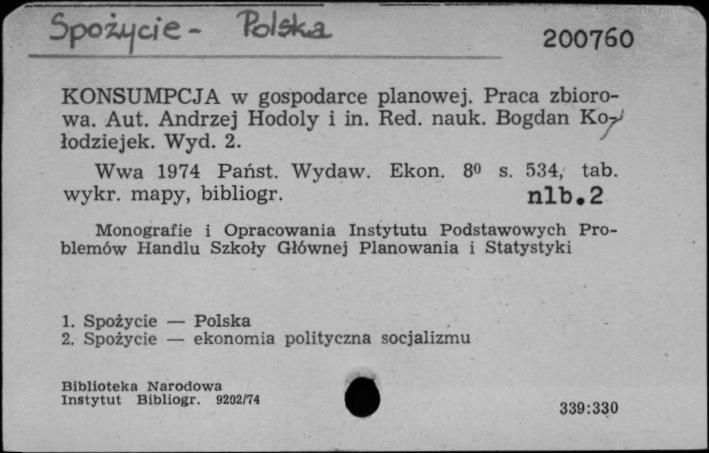 Spożycie - Polska
200760
KONSUMPCJA w gospodarce planowej. Praca zbioro-
wa. Aut. Andrzej Hodoly i in. Red. nauk. Bogdan Ko-
łodziejek. Wyd. 2.
Wwa 1974 Państ. Wydaw. Ekon. 8⁰ s. 534, tab.
wykr. mapy, bibliogr.
nlb.2
Monografie i Opracowania Instytutu Podstawowych Pro-
blemów Handlu Szkoły Głównej Planowania i Statystyki
1. Spożycie — Polska
2. Spożycie — ekonomia polityczna socjalizmu
Biblioteka Narodowa
Instytut Bibliogr. 9202/74
339:330